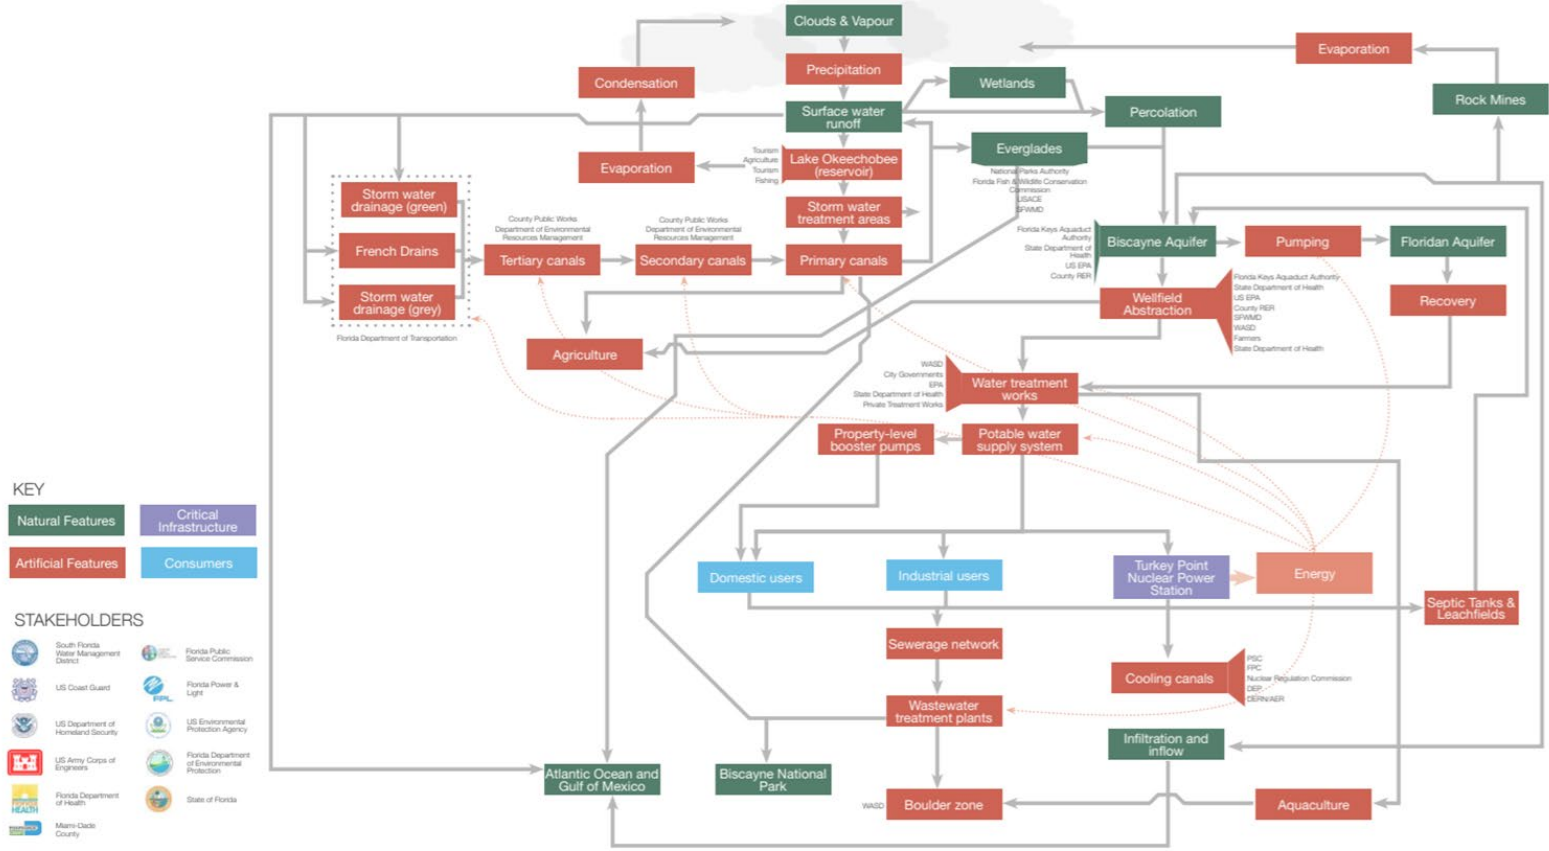 Clouds & Vapour
Precipitation
Surface water
runoff
Wetlands
Percolation
Evaporation
Rock Mines
Condensation
Evaporation
Tourism
Agriculture
Tourism
Fishing
Lake Okeechobee
(reservoir)
Everglades
National Parks Authority
Florida Fish & Wildlife Conservation
Commission
USACE
SFWMD
Storm water
treatment areas
Storm water
drainage (green)
French Drains
Storm water
drainage (grey)
Florida Department of Transportation
County Public Works
Department of Environmental
Resources Management
Tertiary canals
County Public Works
Department of Environmental
Resources Management
Secondary canals
Primary canals
Florida Keys Aquaduct
Authority
State Department of
Health
US EPA
County RER
Biscayne Aquifer
Pumping
Floridan Aquifer
Wellfield
Abstraction
Florida Keys Aquaduct Authority
State Department of Health
US EPA
County RER
SFWMD
WASD
Farmers
State Department of Health
Recovery
Agriculture
WASD
City Governments
EPA
State Department of Health
Private Treatment Works
Water treatment
works
Property-level
booster pumps
Potable water
supply system
KEY
Natural Features
Critical
Infrastructure
Artificial Features
Consumers
Domestic users
Industrial users
Turkey Point
Nuclear Power
Station
Energy
Septic Tanks &
Leachfields
Sewerage network
Cooling canals
PSC
FPC
Nuclear Regulation Commission
DEP
DERN/AER
Wastewater
treatment plants
Infiltration and
inflow
Atlantic Ocean and
Gulf of Mexico
Biscayne National
Park
WASD
Boulder zone
Aquaculture
STAKEHOLDERS
South Florida
Water Management
District
Florida Public
Service Commission
US Coast Guard
FPL
Florida Power &
Light
US Department of
Homeland Security
US Environmental
Protection Agency
US Army Corps of
Engineers
Florida Department
of Environmental
Protection
HEALTH
Florida Department
of Health
State of Florida
Miami-Dade
County